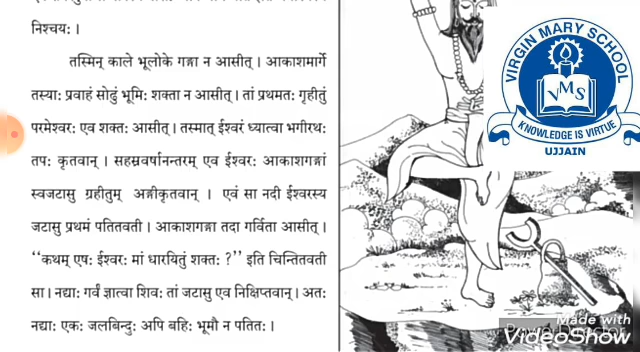 निश्चयः ।
तस्मिन् काले भूलोके गङ्गा न आसीत् । आकाशमार्गे
तस्याः प्रवाहं सोढुं भूमिः शक्ता न आसीत् । तां प्रथमतः गृहीतुं
परमेश्वरः एव शक्तः आसीत् । तस्मात् ईश्वरं ध्यात्वा भगीरथः
तपः कृतवान् । सहस्रवर्षानन्तरम् एव ईश्वरः आकाशगङ्गां
स्वजटासु ग्रहीतुम् अङ्गीकृतवान् । एवं सा नदी ईश्वरस्य
जटासु प्रथमं पतितवती । आकाशगङ्गा तदा गर्विता आसीत् ।
“कथम् एषः ईश्वरः मां धारयितुं शक्तः ?” इति चिन्तितवती
सा । नद्याः गर्वं ज्ञात्वा शिवः तां जटासु एव निक्षिप्तवान् । अतः
नद्याः एकः जलबिन्दुः अपि बहिः भूमौ न पतितः ।
VIRGIN MARY SCHOOL
VMS
KNOWLEDGE IS VIRTUE
UJJAIN
Made with
VideoShow